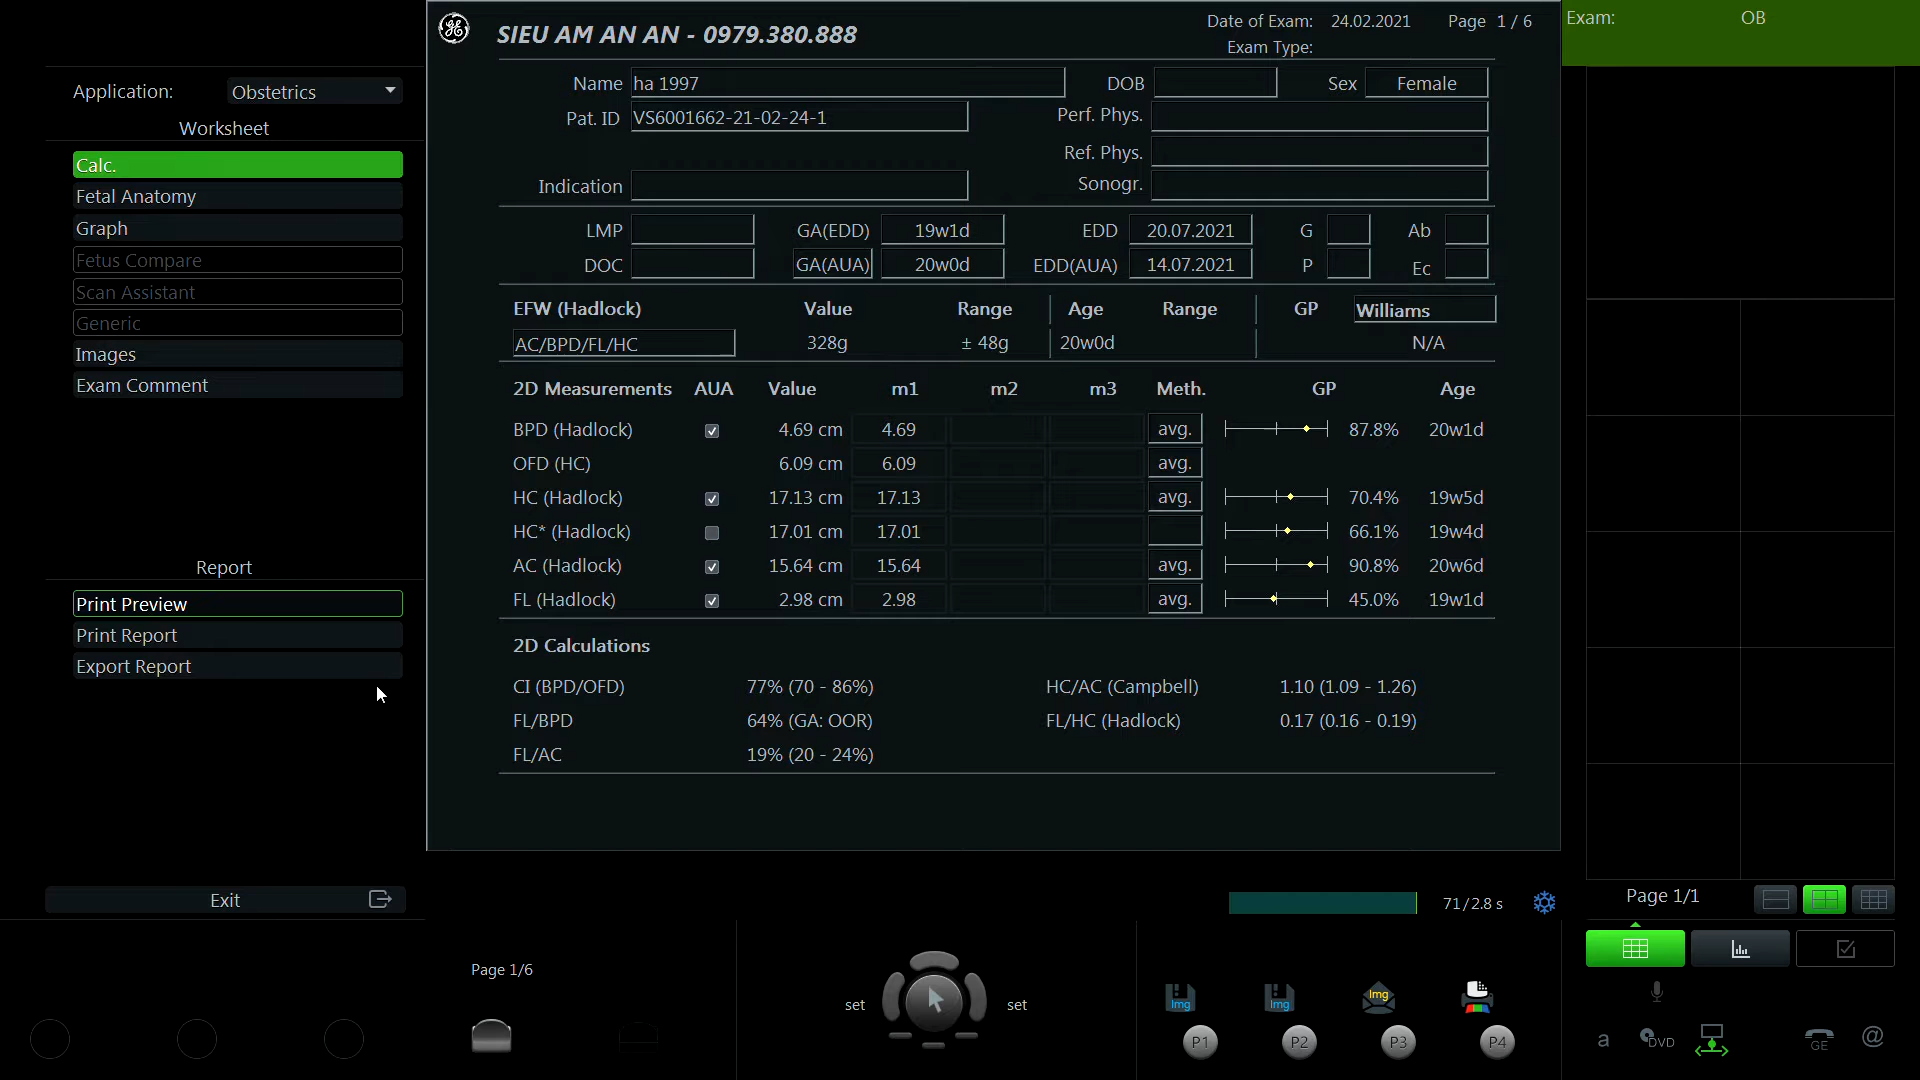 SIEU AM AN AN - 0979.380.888
Date of Exam: 24.02.2021 Page 1 / 6
Exam Type:
Exam: OB
Application: Obstetrics
Worksheet
Calc.
Fetal Anatomy
Graph
Fetus Compare
Scan Assistant
Generic
Images
Exam Comment
Report
Print Preview
Print Report
Export Report
Exit
Name ha 1997 DOB Sex Female
Pat. ID VS6001662-21-02-24-1 Perf. Phys.
Ref. Phys.
Indication Sonogr.
LMP GA(EDD) 19w1d EDD 20.07.2021 G Ab
DOC GA(AUA) 20w0d EDD(AUA) 14.07.2021 P Ec
EFW (Hadlock) Value Range Age Range GP Williams
AC/BPD/FL/HC 328g ± 48g 20w0d N/A
2D Measurements AUA Value m1 m2 m3 Meth. GP Age
BPD (Hadlock) 4.69 cm 4.69 avg. 87.8% 20w1d
OFD (HC) 6.09 cm 6.09 avg.
HC (Hadlock) 17.13 cm 17.13 avg. 70.4% 19w5d
HC* (Hadlock) 17.01 cm 17.01 66.1% 19w4d
AC (Hadlock) 15.64 cm 15.64 avg. 90.8% 20w6d
FL (Hadlock) 2.98 cm 2.98 avg. 45.0% 19w1d
2D Calculations
CI (BPD/OFD) 77% (70 - 86%) HC/AC (Campbell) 1.10 (1.09 - 1.26)
FL/BPD 64% (GA: OOR) FL/HC (Hadlock) 0.17 (0.16 - 0.19)
FL/AC 19% (20 - 24%)
71/2.8 s
Page 1/1
Page 1/6
set set
Img Img Img
P1 P2 P3 P4
a DVD GE @